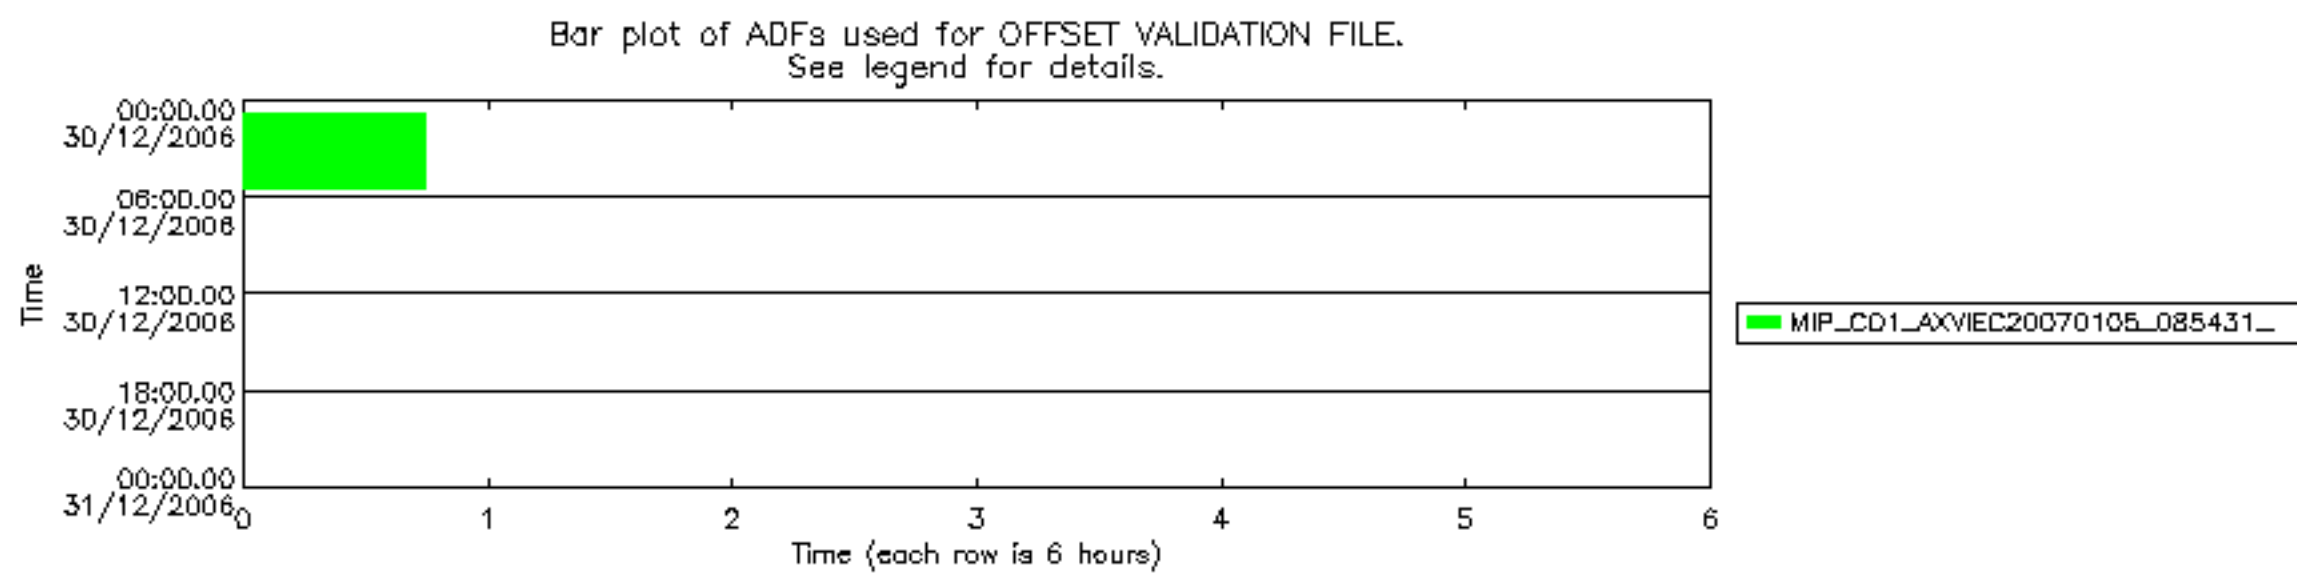 Bar plot of ADFs used for OFFSET VALIDATION FILE.
See legend for details.
00:00.00
30/12/2006
06:00.00
30/12/2006
12:00.00
30/12/2006
18:00.00
30/12/2006
00:00.00
31/12/2006
Time
0 1 2 3 4 5 6
Time (each row is 6 hours)
MIP_CO1_AXVIEC20070105_085431_